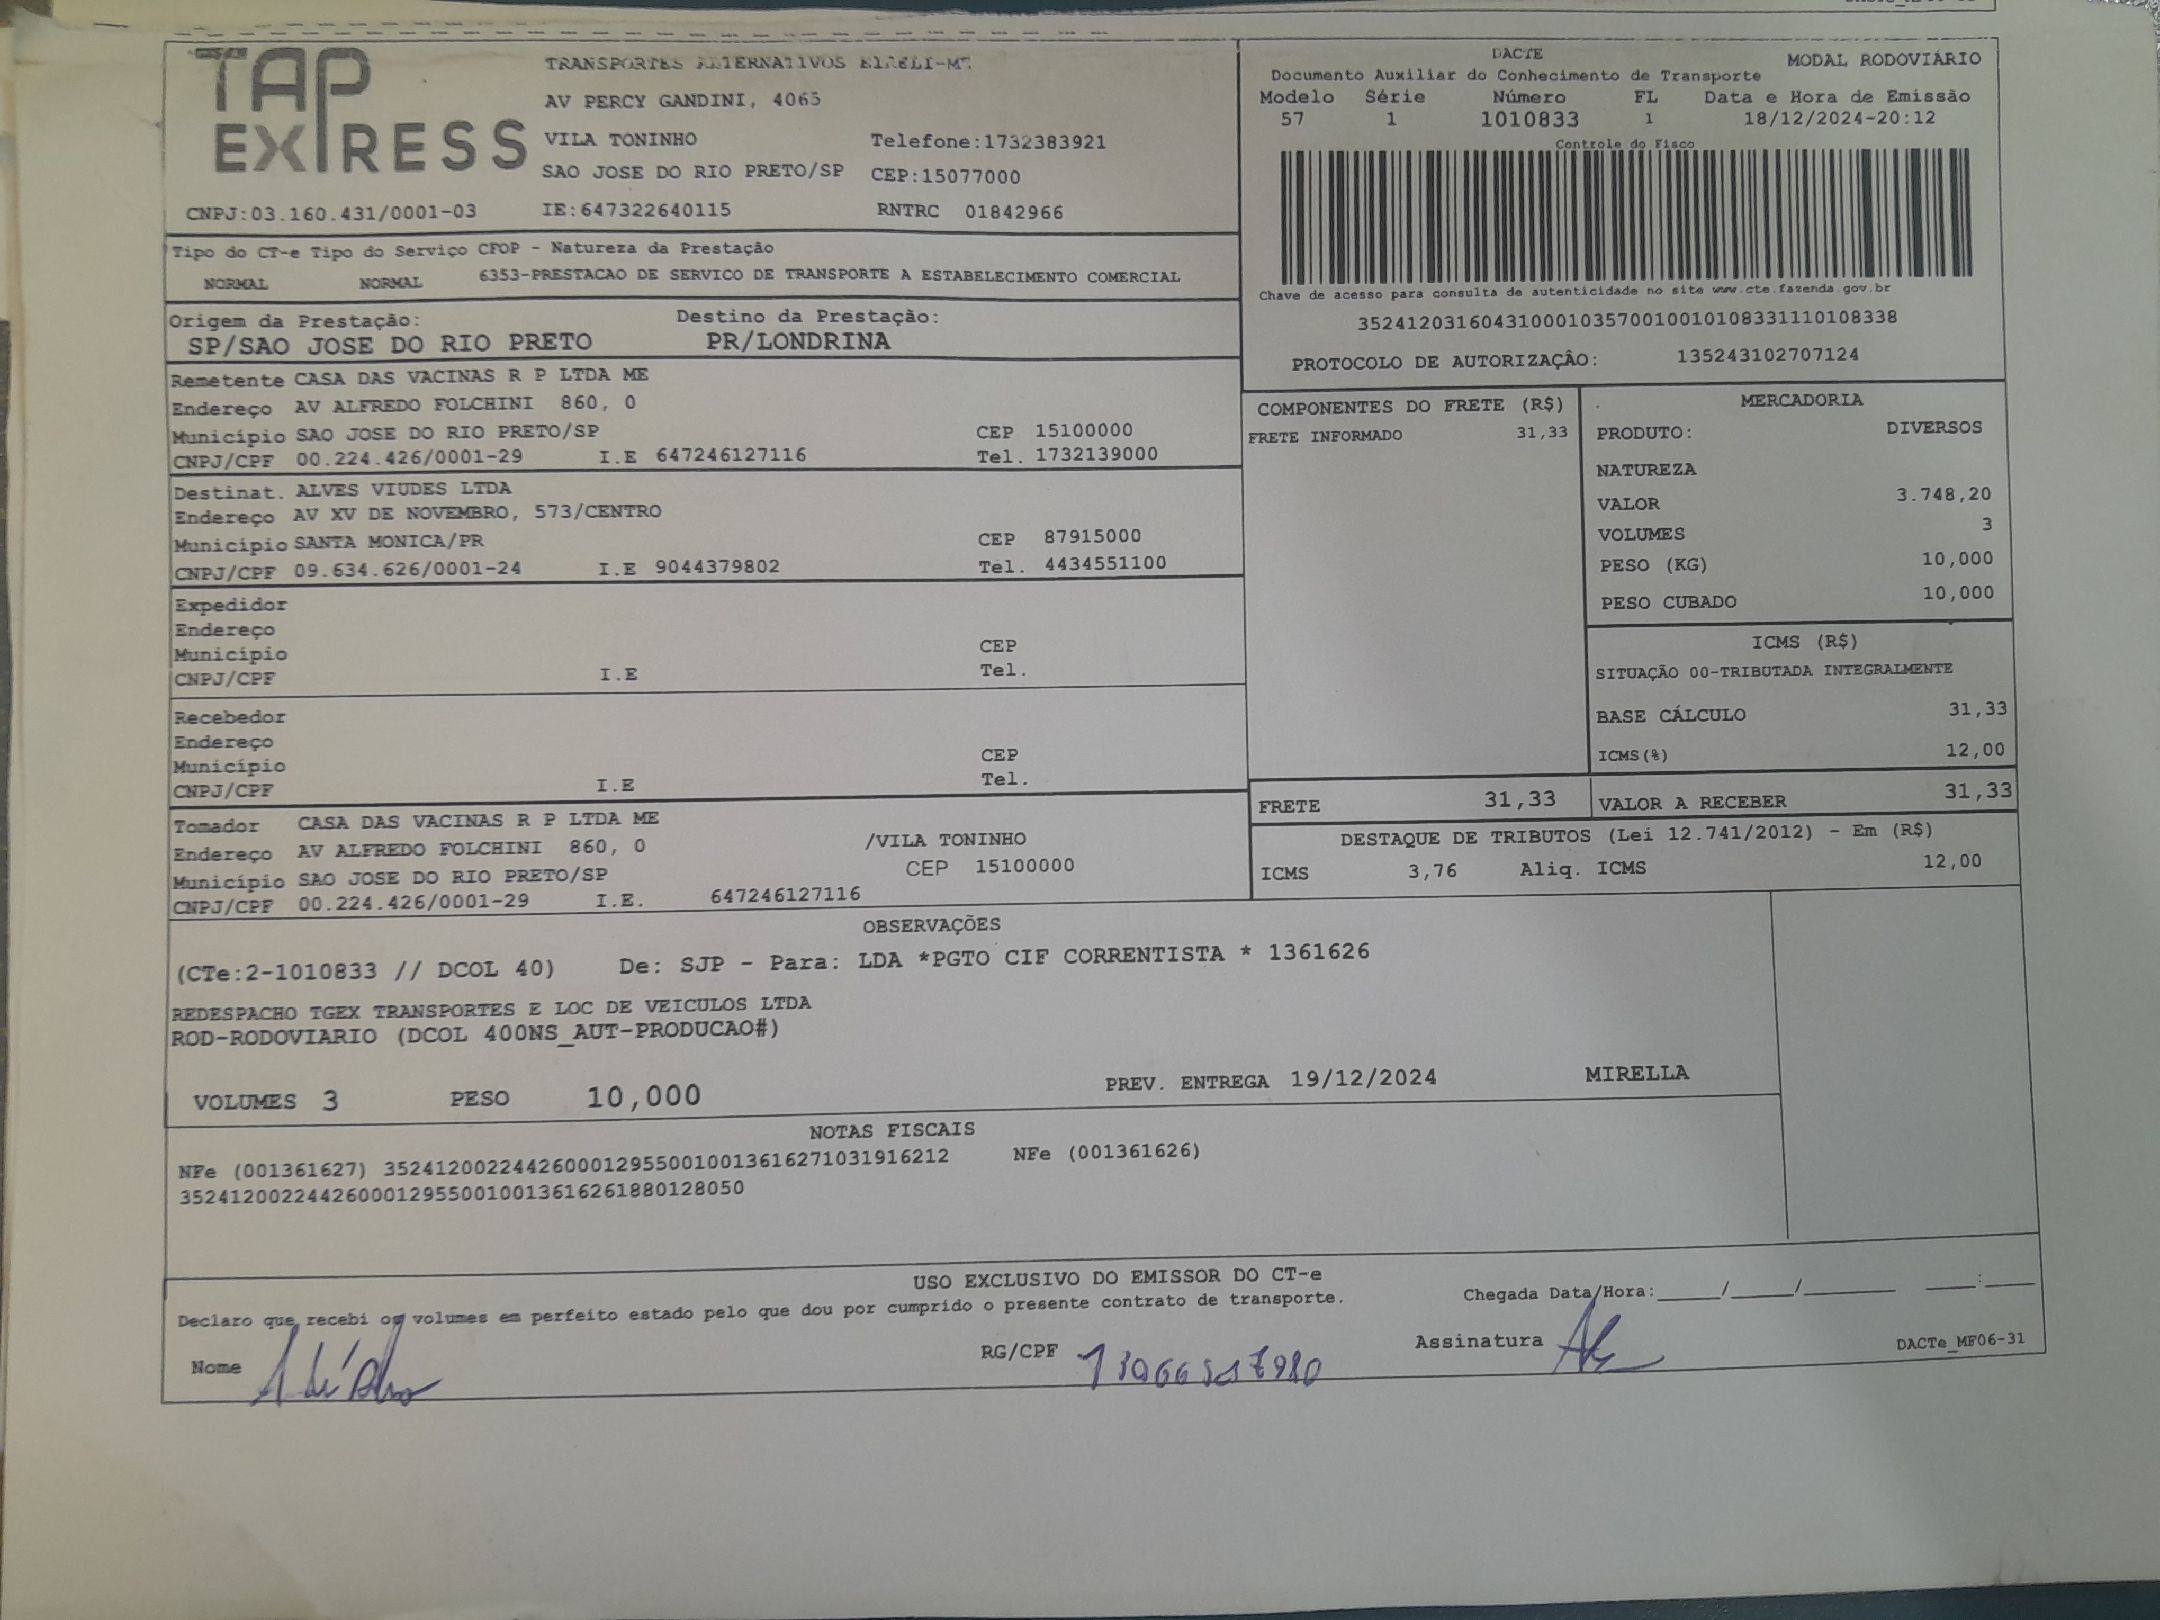 TAP
EXPRESS
TRANSPORTES ALTERNATIVOS EIRELI-MT
AV PERCY GANDINI, 4065
VILA TONINHO Telefone:1732383921
SAO JOSE DO RIO PRETO/SP CEP:15077000
CNPJ:03.160.431/0001-03 IE:647322640115 RNTRC 01842966
DACTE MODAL RODOVIÁRIO
Documento Auxiliar do Conhecimento de Transporte
Modelo Série Número FL Data e Hora de Emissão
57 1 1010833 1 18/12/2024-20:12
Controle do Fisco
Chave de acesso para consulta de autenticidade no site www.cte.fazenda.gov.br
35241203160431000103570010010108331110108338
PROTOCOLO DE AUTORIZAÇÂO: 135243102707124
Tipo do CT-e Tipo do Serviço CFOP - Natureza da Prestação
NORMAL NORMAL 6353-PRESTACAO DE SERVICO DE TRANSPORTE A ESTABELECIMENTO COMERCIAL
Origem da Prestação: Destino da Prestação:
SP/SAO JOSE DO RIO PRETO PR/LONDRINA
Remetente CASA DAS VACINAS R P LTDA ME
Endereço AV ALFREDO FOLCHINI 860, 0
Município SAO JOSE DO RIO PRETO/SP CEP 15100000
CNPJ/CPF 00.224.426/0001-29 I.E 647246127116 Tel. 1732139000
Destinat. ALVES VIUDES LTDA
Endereço AV XV DE NOVEMBRO, 573/CENTRO
Município SANTA MONICA/PR CEP 87915000
CNPJ/CPF 09.634.626/0001-24 I.E 9044379802 Tel. 4434551100
Expedidor
Endereço
Município CEP
CNPJ/CPF I.E Tel.
Recebedor
Endereço
Município CEP
CNPJ/CPF I.E Tel.
Tomador CASA DAS VACINAS R P LTDA ME
Endereço AV ALFREDO FOLCHINI 860, 0 /VILA TONINHO
Município SAO JOSE DO RIO PRETO/SP CEP 15100000
CNPJ/CPF 00.224.426/0001-29 I.E. 647246127116
COMPONENTES DO FRETE (R$)
FRETE INFORMADO 31,33
MERCADORIA
PRODUTO: DIVERSOS
NATUREZA
VALOR 3.748,20
VOLUMES 3
PESO (KG) 10,000
PESO CUBADO 10,000
ICMS (R$)
SITUAÇÃO 00-TRIBUTADA INTEGRALMENTE
BASE CÁLCULO 31,33
ICMS(%) 12,00
FRETE 31,33 VALOR A RECEBER 31,33
DESTAQUE DE TRIBUTOS (Lei 12.741/2012) - Em (R$)
ICMS 3,76 Aliq. ICMS 12,00
OBSERVAÇÕES
(CTe:2-1010833 // DCOL 40) De: SJP - Para: LDA *PGTO CIF CORRENTISTA * 1361626
REDESPACHO TGEX TRANSPORTES E LOC DE VEICULOS LTDA
ROD-RODOVIARIO (DCOL 400NS_AUT-PRODUCAO#)
VOLUMES 3 PESO 10,000 PREV. ENTREGA 19/12/2024 MIRELLA
NOTAS FISCAIS
NFe (001361627) 35241200224426000129550010013616271031916212 NFe (001361626)
35241200224426000129550010013616261880128050
USO EXCLUSIVO DO EMISSOR DO CT-e
Declaro que recebi os volumes em perfeito estado pelo que dou por cumprido o presente contrato de transporte. Chegada Data/Hora:_____/_____/________ ____:____
Nome RG/CPF Assinatura DACTe_MF06-31